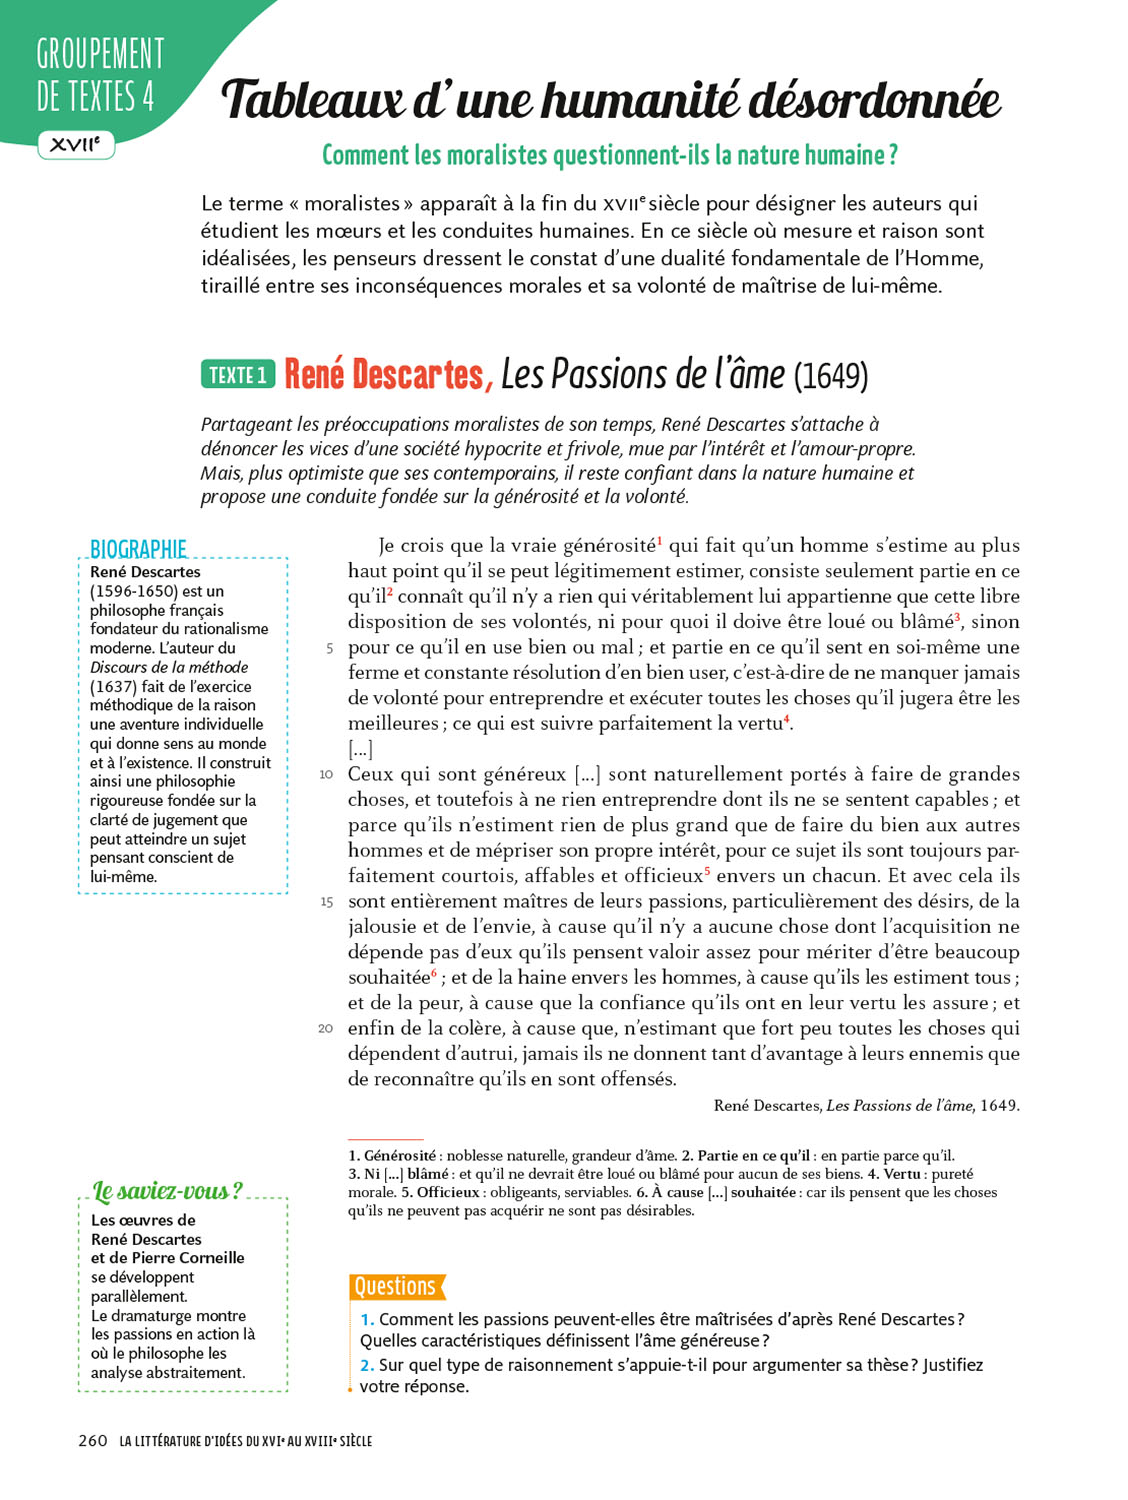 GROUPEMENT
DE TEXTES 4
XVIIe
Tableaux d'une humanité désordonnée
Comment les moralistes questionnent-ils la nature humaine ?
Le terme « moralistes » apparaît à la fin du XVIIe siècle pour désigner les auteurs qui
étudient les mœurs et les conduites humaines. En ce siècle où mesure et raison sont
idéalisées, les penseurs dressent le constat d'une dualité fondamentale de l'Homme,
tiraillé entre ses inconséquences morales et sa volonté de maîtrise de lui-même.
TEXTE 1 René Descartes, Les Passions de l'âme (1649)
Partageant les préoccupations moralistes de son temps, René Descartes s'attache à
dénoncer les vices d'une société hypocrite et frivole, mue par l'intérêt et l'amour-propre.
Mais, plus optimiste que ses contemporains, il reste confiant dans la nature humaine et
propose une conduite fondée sur la générosité et la volonté.
BIOGRAPHIE
René Descartes
(1596-1650) est un
philosophe français
fondateur du rationalisme
moderne. L'auteur du
Discours de la méthode
(1637) fait de l'exercice
méthodique de la raison
une aventure individuelle
qui donne sens au monde
et à l'existence. Il construit
ainsi une philosophie
rigoureuse fondée sur la
clarté de jugement que
peut atteindre un sujet
pensant conscient de
lui-même.
Je crois que la vraie générosité1 qui fait qu'un homme s'estime au plus
haut point qu'il se peut légitimement estimer, consiste seulement partie en ce
qu'il2 connaît qu'il n'y a rien qui véritablement lui appartienne que cette libre
disposition de ses volontés, ni pour quoi il doive être loué ou blâmé3, sinon
5 pour ce qu'il en use bien ou mal ; et partie en ce qu'il sent en soi-même une
ferme et constante résolution d'en bien user, c'est-à-dire de ne manquer jamais
de volonté pour entreprendre et exécuter toutes les choses qu'il jugera être les
meilleures ; ce qui est suivre parfaitement la vertu4.
[...]
10 Ceux qui sont généreux [...] sont naturellement portés à faire de grandes
choses, et toutefois à ne rien entreprendre dont ils ne se sentent capables ; et
parce qu'ils n'estiment rien de plus grand que de faire du bien aux autres
hommes et de mépriser son propre intérêt, pour ce sujet ils sont toujours par-
faitement courtois, affables et officieux5 envers un chacun. Et avec cela ils
15 sont entièrement maîtres de leurs passions, particulièrement des désirs, de la
jalousie et de l'envie, à cause qu'il n'y a aucune chose dont l'acquisition ne
dépende pas d'eux qu'ils pensent valoir assez pour mériter d'être beaucoup
souhaitée6 ; et de la haine envers les hommes, à cause qu'ils les estiment tous ;
et de la peur, à cause que la confiance qu'ils ont en leur vertu les assure ; et
20 enfin de la colère, à cause que, n'estimant que fort peu toutes les choses qui
dépendent d'autrui, jamais ils ne donnent tant d'avantage à leurs ennemis que
de reconnaître qu'ils en sont offensés.
René Descartes, Les Passions de l'âme, 1649.
1. Générosité : noblesse naturelle, grandeur d'âme. 2. Partie en ce qu'il : en partie parce qu'il.
3. Ni [...] blâmé : et qu'il ne devrait être loué ou blâmé pour aucun de ses biens. 4. Vertu : pureté
morale. 5. Officieux : obligeants, serviables. 6. À cause [...] souhaitée : car ils pensent que les choses
qu'ils ne peuvent pas acquérir ne sont pas désirables.
Le saviez-vous ?
Les œuvres de
René Descartes
et de Pierre Corneille
se développent
parallèlement.
Le dramaturge montre
les passions en action là
où le philosophe les
analyse abstraitement.
Questions
1. Comment les passions peuvent-elles être maîtrisées d'après René Descartes ?
Quelles caractéristiques définissent l'âme généreuse ?
2. Sur quel type de raisonnement s'appuie-t-il pour argumenter sa thèse ? Justifiez
votre réponse.
260 LA LITTÉRATURE D'IDÉES DU XVIe AU XVIIIe SIÈCLE